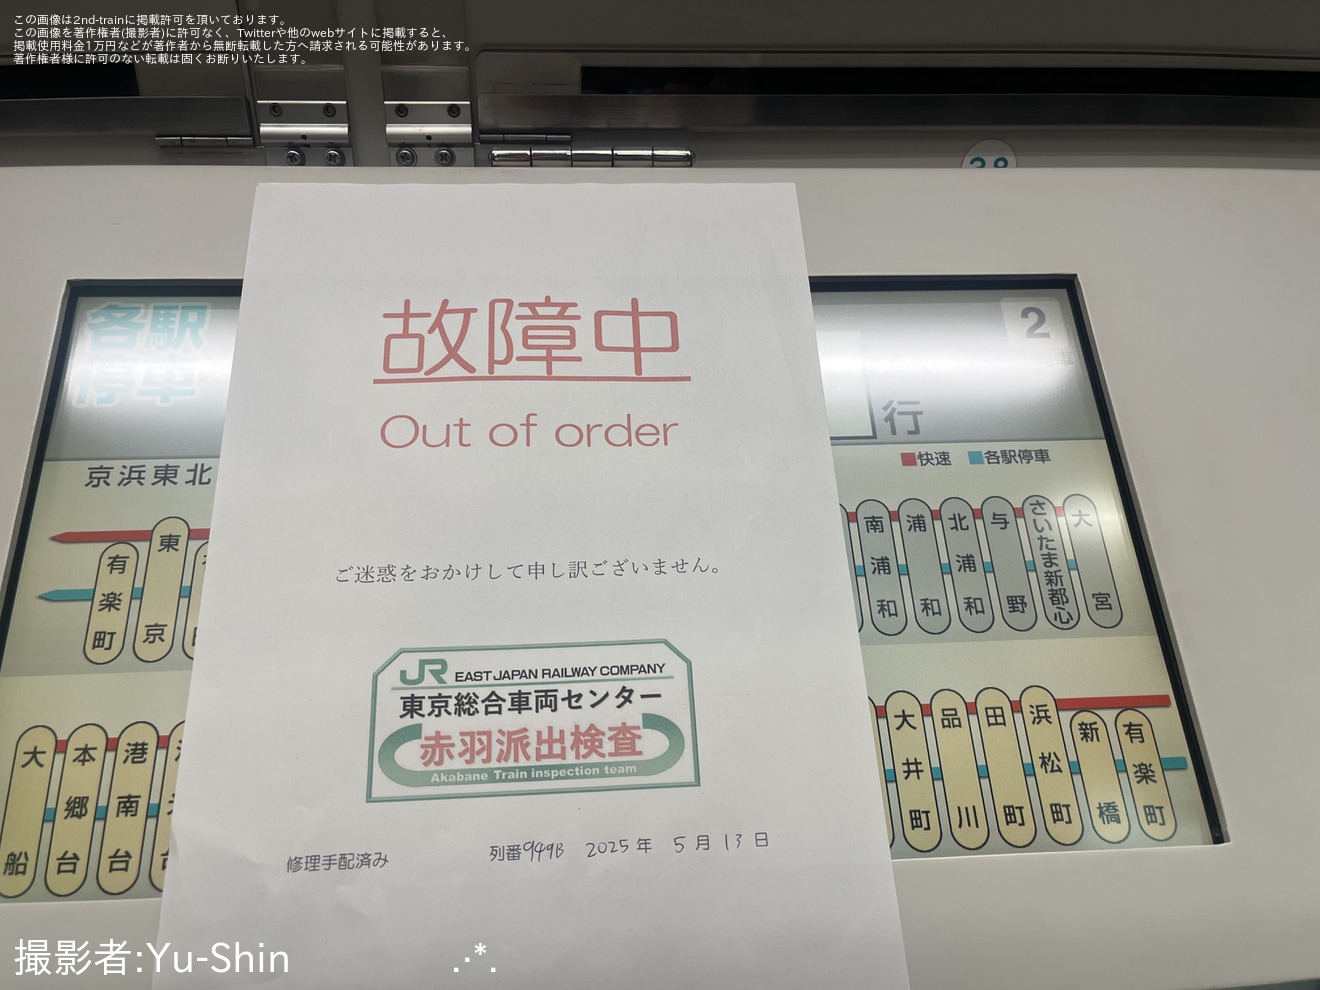 この画像は2nd-trainに掲載許可を頂いております。
この画像を著作権者(撮影者)に許可なく、Twitterや他のwebサイトに掲載すると、
掲載使用料金1万円などが著作者から無断転載した方へ請求される可能性があります。
著作権者様に許可のない転載は固くお断りいたします。
各駅
停車
2
行
京浜東北
快速
各駅停車
有楽町
東京
南浦和
浦和
北浦和
与野
さいたま新都心
大宮
故障中
Out of order
ご迷惑をおかけして申し訳ございません。
JR EAST JAPAN RAILWAY COMPANY
東京総合車両センター
赤羽派出検査
Akabane Train inspection team
修理手配済み
列番949B 2025年 5月13日
大船
本郷台
港南台
大井町
品川
田町
浜松町
新橋
有楽町
撮影者:Yu-Shin